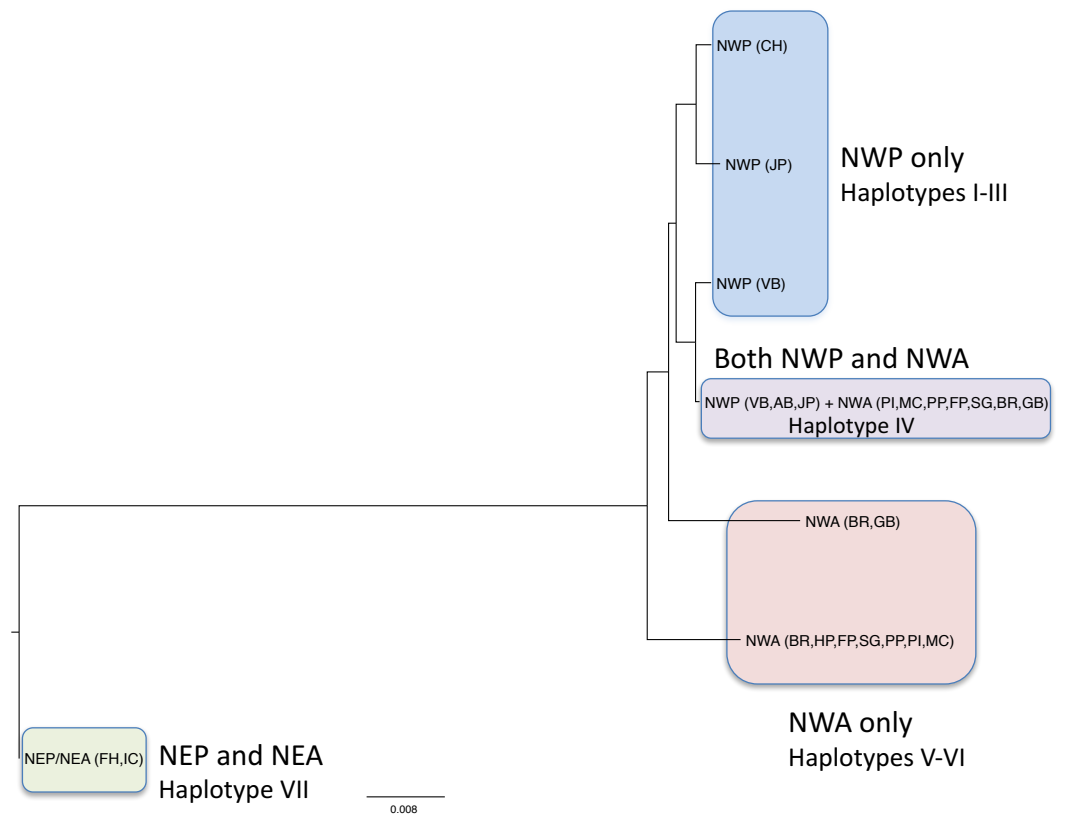 NWP (CH)
NWP (JP)
NWP only
Haplotypes I-III
NWP (VB)
Both NWP and NWA
NWP (VB,AB,JP) + NWA (PI,MC,PP,FP,SG,BR,GB)
Haplotype IV
NWA (BR,GB)
NWA (BR,HP,FP,SG,PP,PI,MC)
NWA only
Haplotypes V-VI
NEP/NEA (FH,IC)
NEP and NEA
Haplotype VII
0.008